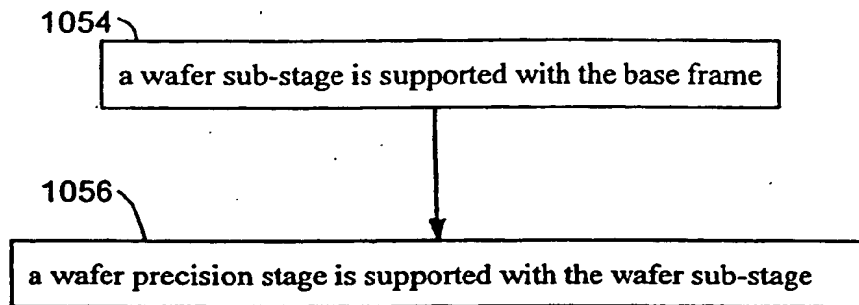 1054
a wafer sub-stage is supported with the base frame
1056
a wafer precision stage is supported with the wafer sub-stage